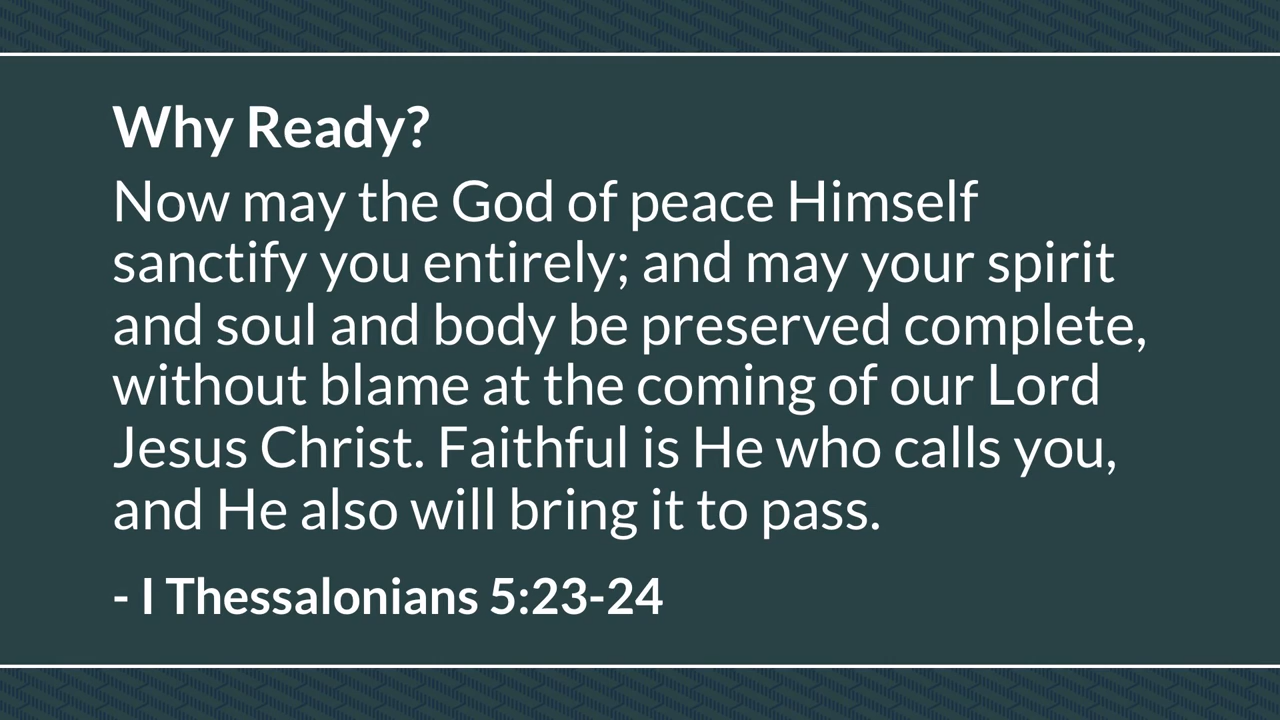 Why Ready?
Now may the God of peace Himself
sanctify you entirely; and may your spirit
and soul and body be preserved complete,
without blame at the coming of our Lord
Jesus Christ. Faithful is He who calls you,
and He also will bring it to pass.
- I Thessalonians 5:23-24